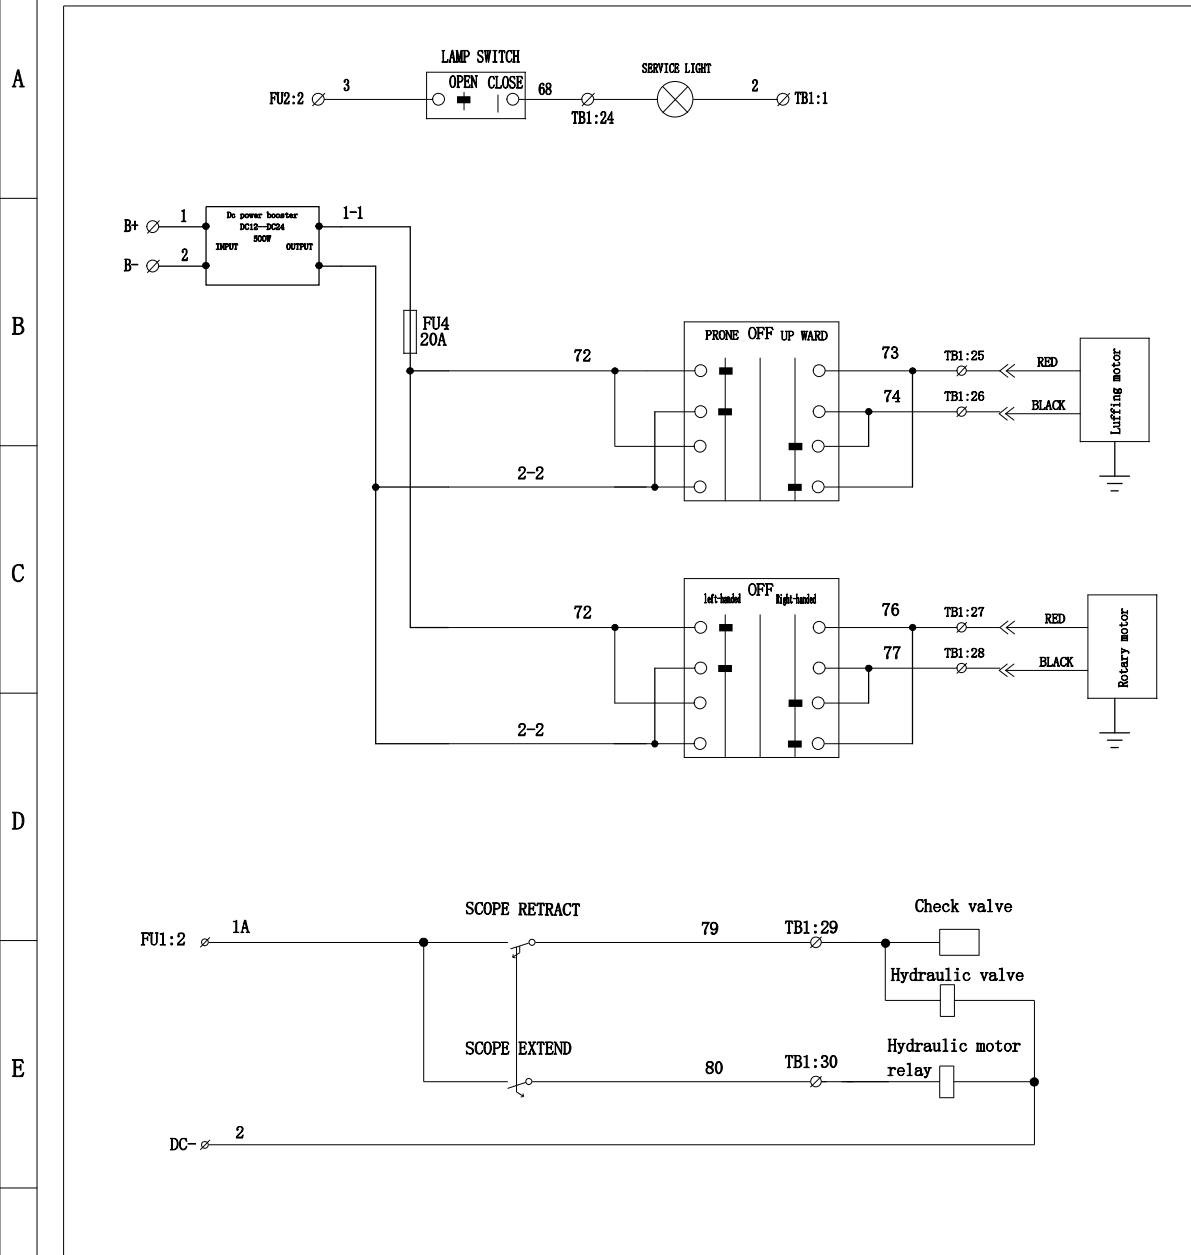 A
LAMP SWITCH
SERVICE LIGHT
OPEN CLOSE
FU2:2 3 68 2 TB1:1
TB1:24
B+ 1 Dc power booster 1-1
DC12—DC24
500W
INPUT OUTPUT
B- 2
B
FU4
20A
PRONE OFF UP WARD
72 73 TB1:25 RED
74 TB1:26 BLACK
Luffing motor
2-2
C
left-handed OFF Right-handed
72 76 TB1:27 RED
77 TB1:28 BLACK
Rotary motor
2-2
D
SCOPE RETRACT Check valve
FU1:2 1A 79 TB1:29
Hydraulic valve
E
SCOPE EXTEND Hydraulic motor
80 TB1:30 relay
DC- 2